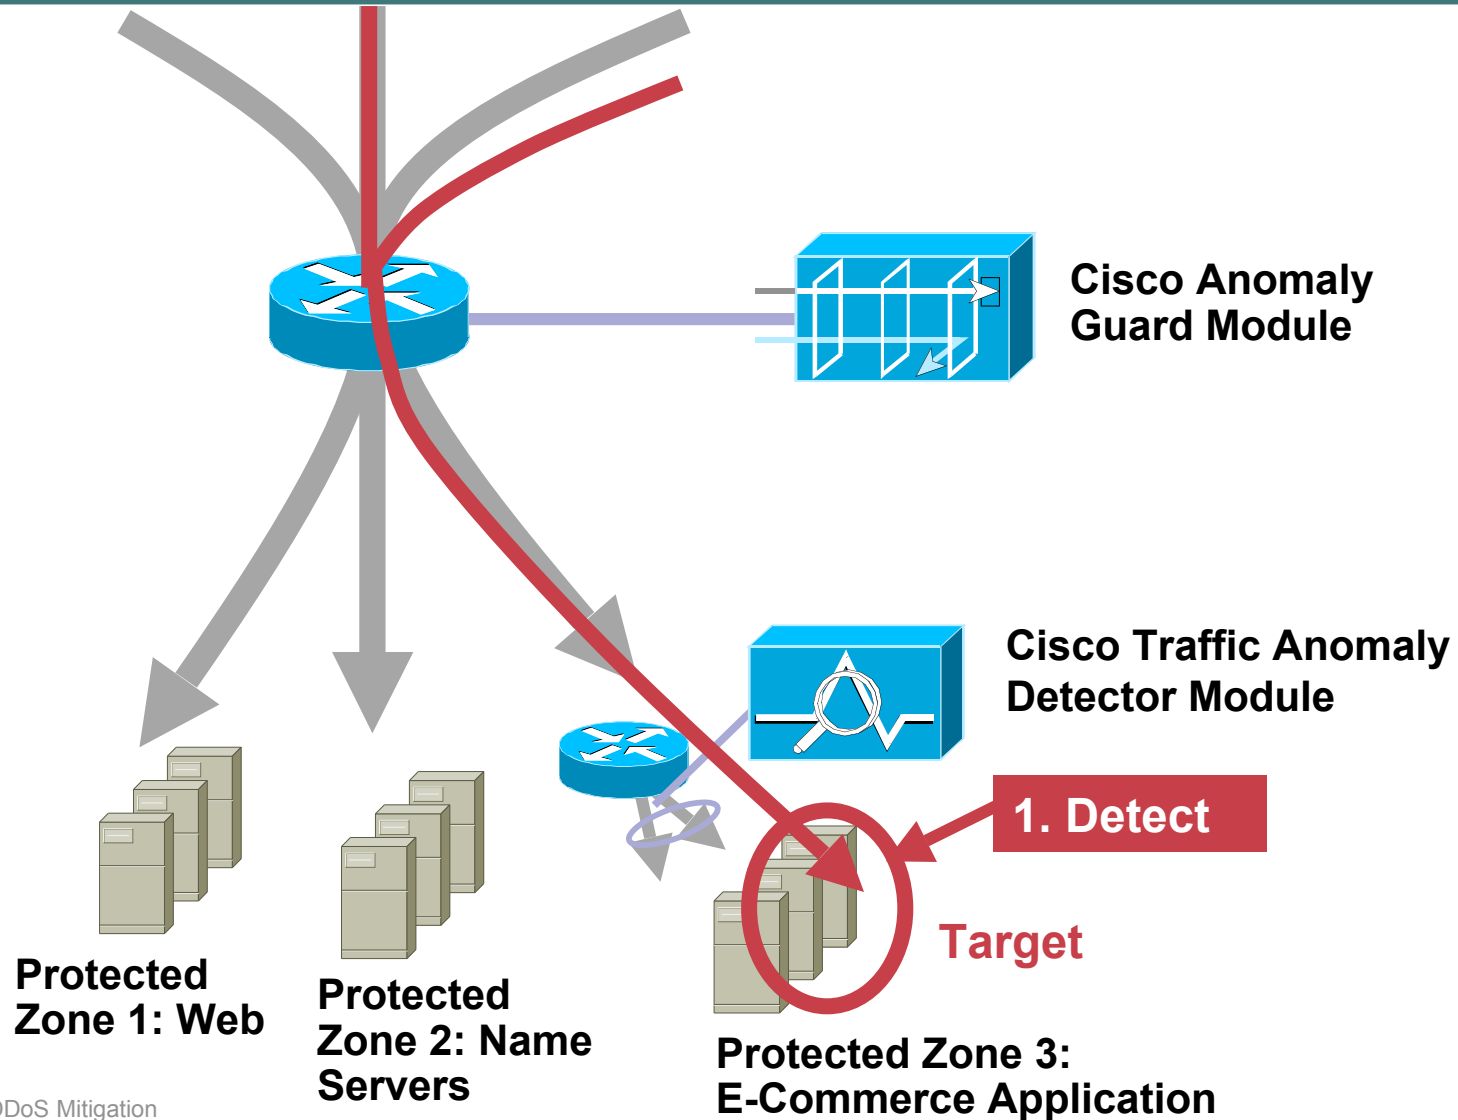 Cisco Anomaly
Guard Module
Cisco Traffic Anomaly
Detector Module
1. Detect
Target
Protected
Zone 1: Web
Protected
Zone 2: Name
Servers
Protected Zone 3:
E-Commerce Application
DDoS Mitigation